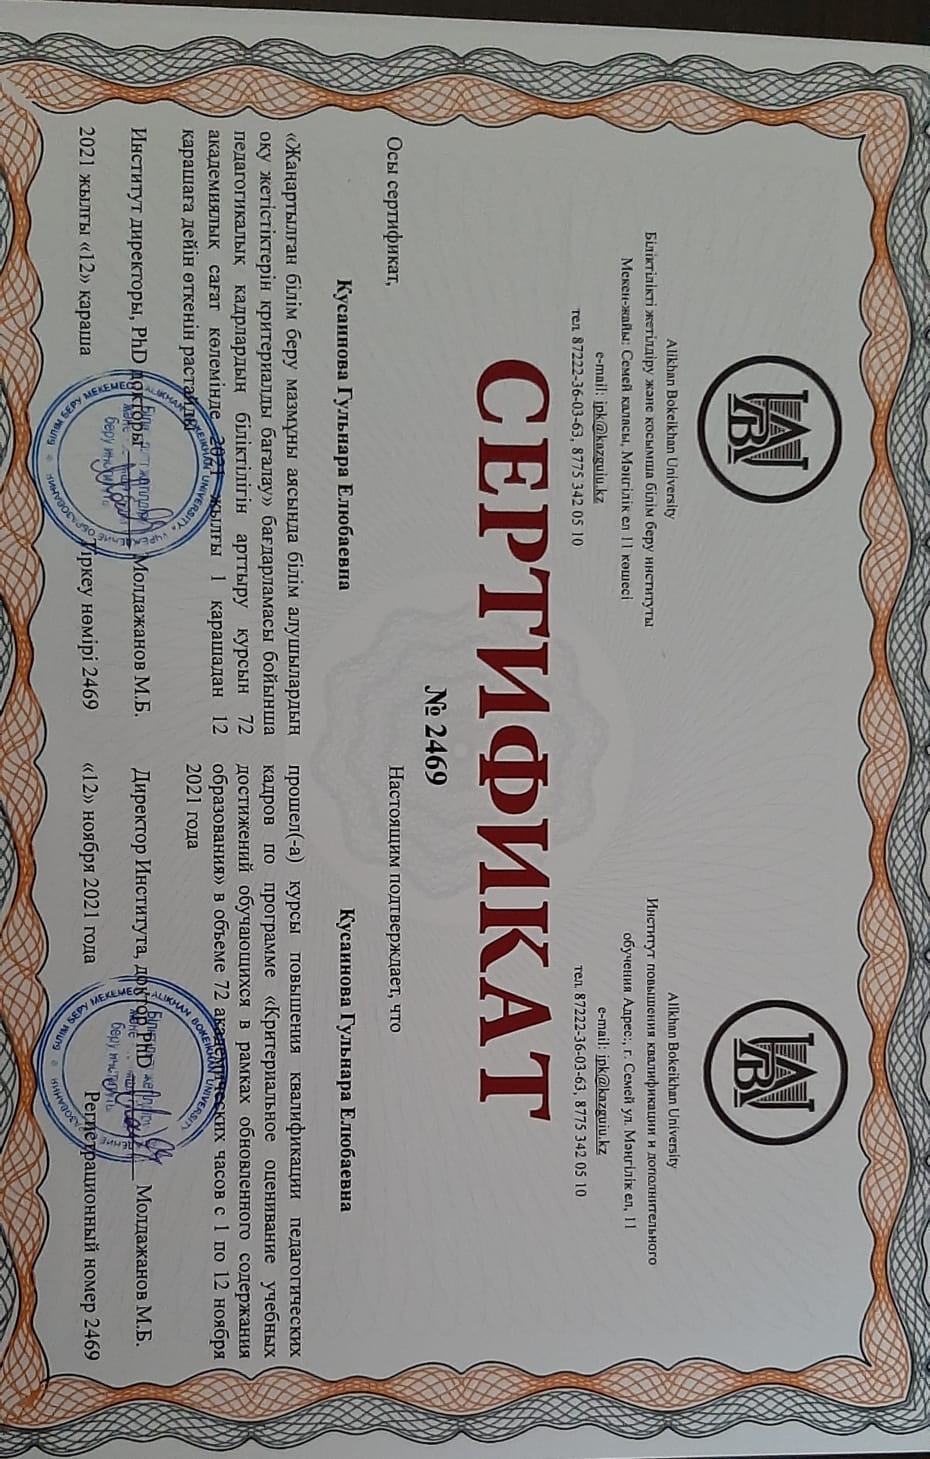 Alikhan Bokeikhan University
Біліктілікті жетілдіру және косымша білім беру институты
Мекен-жайы: Семей қаласы, Мәңгілік ел 11 көшесі
e-mail: ipk@kazguiu.kz
тел 87222-36-03-63, 8775 342 05 10
Alikhan Bokeikhan University
Институт повышения квалификации и дополнительного
обучения Адрес:, г. Семей ул. Мәңгілік ел, 11
e-mail: ipk@kazguiu.kz
тел 87222-36-03-63, 8775 342 05 10
СЕРТИФИКАТ
№ 2469
Осы сертификат,
Кусаинова Гульнара Елюбаевна
«Жаңартылған білім беру мазмұны аясында білім алушылардың
оқу жетістіктерін критериалды бағалау» бағдарламасы бойынша
педагогикалық кадрлардың біліктілігін арттыру курсын 72
академиялық сағат көлемінде 2021 жылғы 1 қарашадан 12
қарашаға дейін өткенін растайды
Институт директоры, PhD докторы Молдажанов М.Б.
2021 жылғы «12» қараша Тіркеу нөмірі 2469
Настоящим подтверждает, что
Кусаинова Гульнара Елюбаевна
прошел(-а) курсы повышения квалификации педагогических
кадров по программе «Критериальное оценивание учебных
достижений обучающихся в рамках обновленного содержания
образования» в объеме 72 академических часов с 1 по 12 ноября
2021 года
Директор Института, доктор PhD Молдажанов М.Б.
«12» ноября 2021 года Регистрационный номер 2469